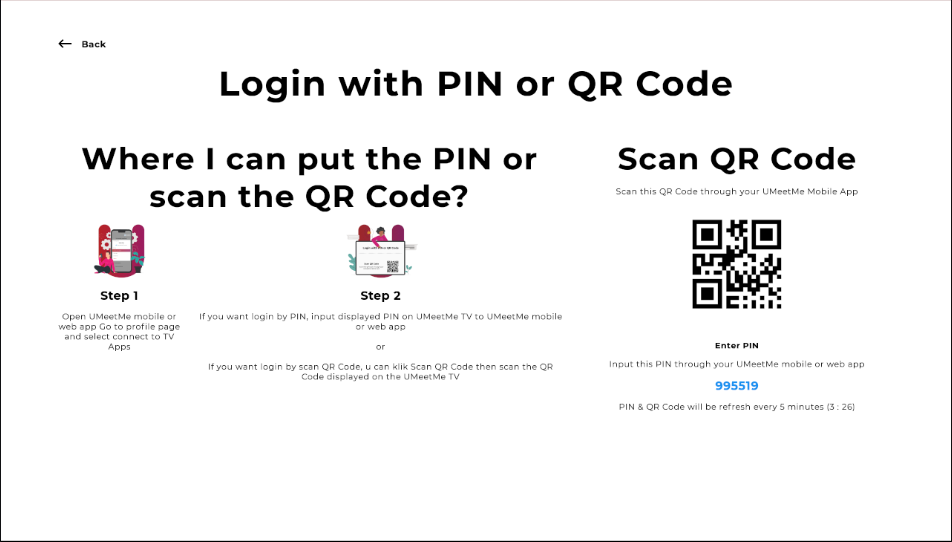 Back
Login with PIN or QR Code
Where I can put the PIN or
scan the QR Code?
Step 1
Open UMeetMe mobile or
web app Go to profile page
and select connect to TV
Apps
Step 2
If you want login by PIN, input displayed PIN on UMeetMe TV to UMeetMe mobile
or web app
or
If you want login by scan QR Code, u can klik Scan QR Code then scan the QR
Code displayed on the UMeetMe TV
Scan QR Code
Scan this QR Code through your UMeetMe Mobile App
Enter PIN
Input this PIN through your UMeetMe mobile or web app
995519
PIN & QR Code will be refresh every 5 minutes (3 : 26)